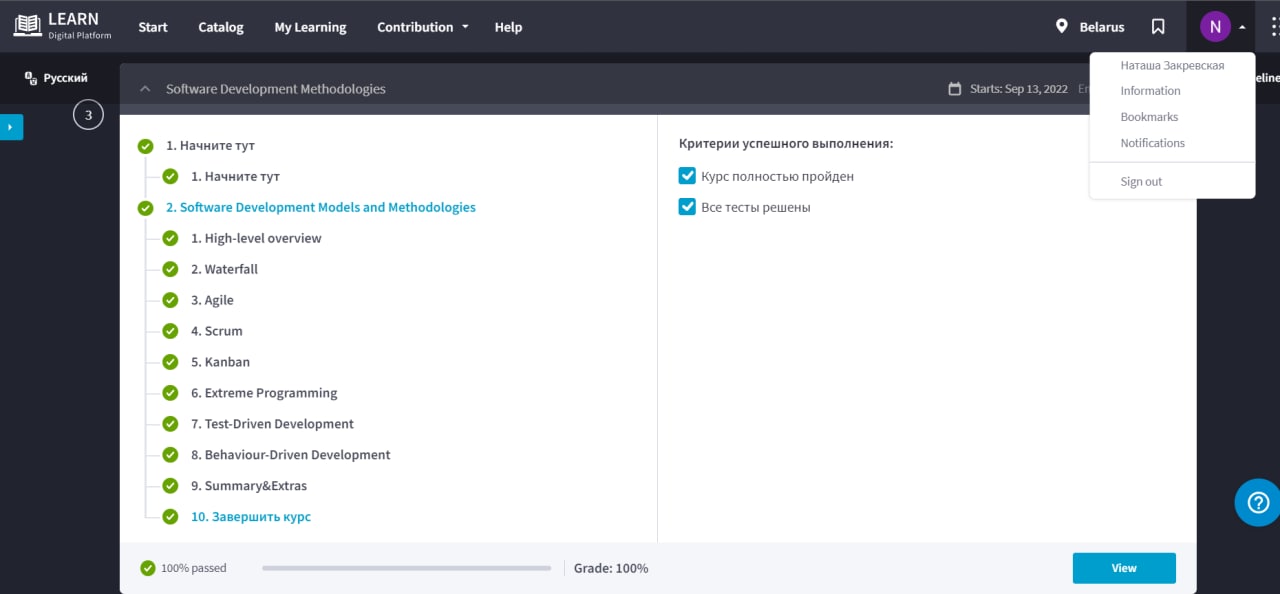 LEARN
Digital Platform
Start
Catalog
My Learning
Contribution
Help
Belarus
N
Русский
3
Software Development Methodologies
Starts: Sep 13, 2022
Наташа Закревская
Information
Bookmarks
Notifications
Sign out
1. Начните тут
1. Начните тут
2. Software Development Models and Methodologies
1. High-level overview
2. Waterfall
3. Agile
4. Scrum
5. Kanban
6. Extreme Programming
7. Test-Driven Development
8. Behaviour-Driven Development
9. Summary&Extras
10. Завершить курс
Критерии успешного выполнения:
Курс полностью пройден
Все тесты решены
100% passed
Grade: 100%
View